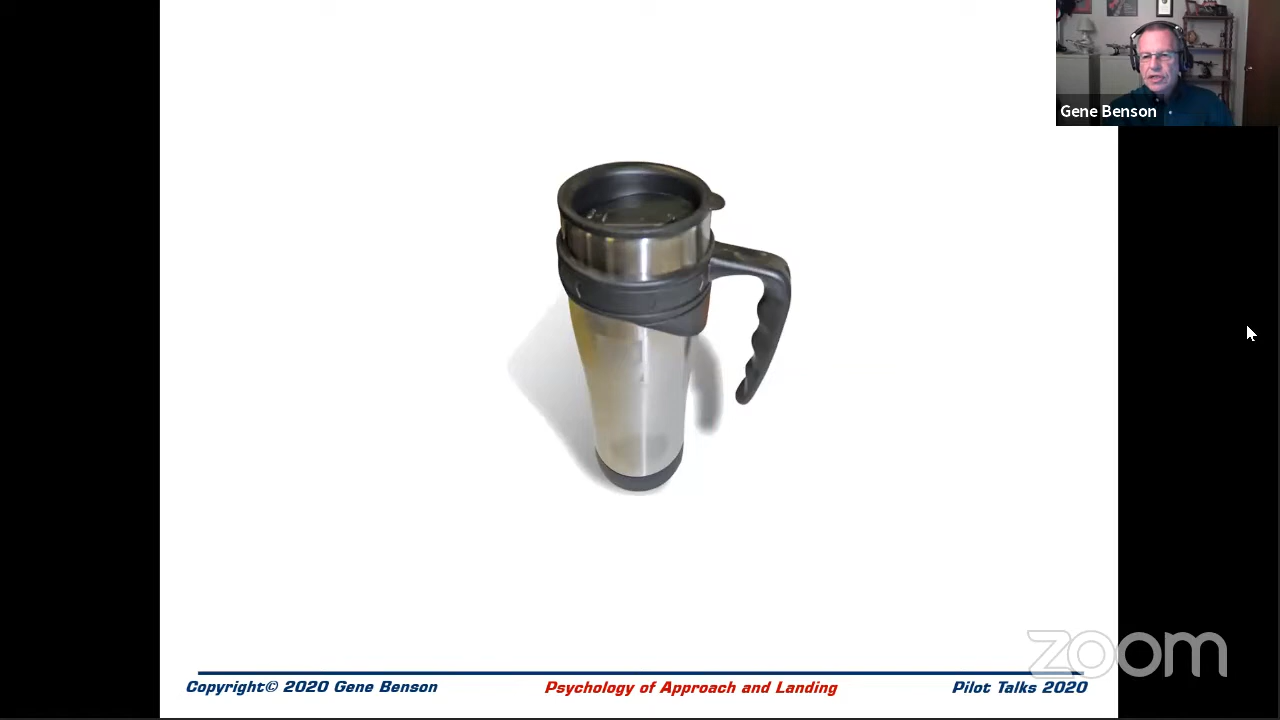 Gene Benson
zoom
Copyright© 2020 Gene Benson
Psychology of Approach and Landing
Pilot Talks 2020